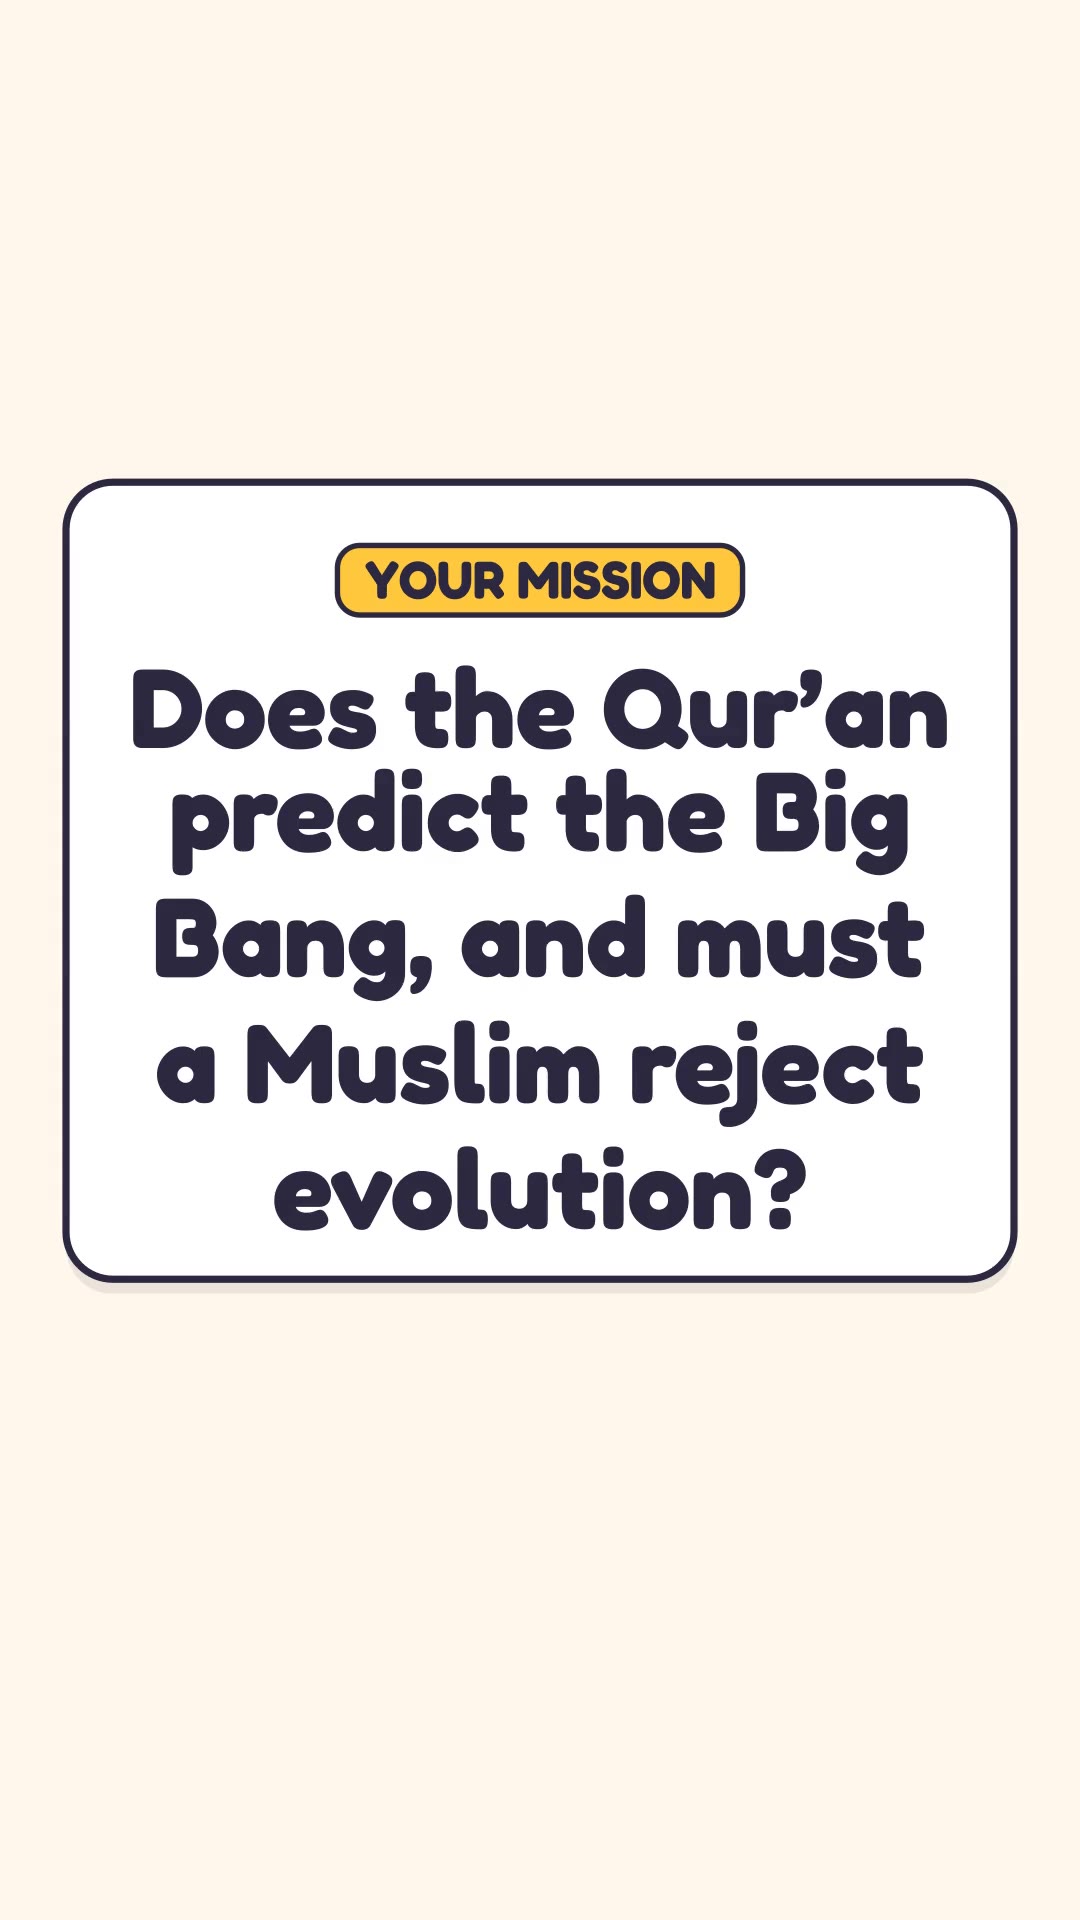 YOUR MISSION
Does the Qur’an
predict the Big
Bang, and must
a Muslim reject
evolution?